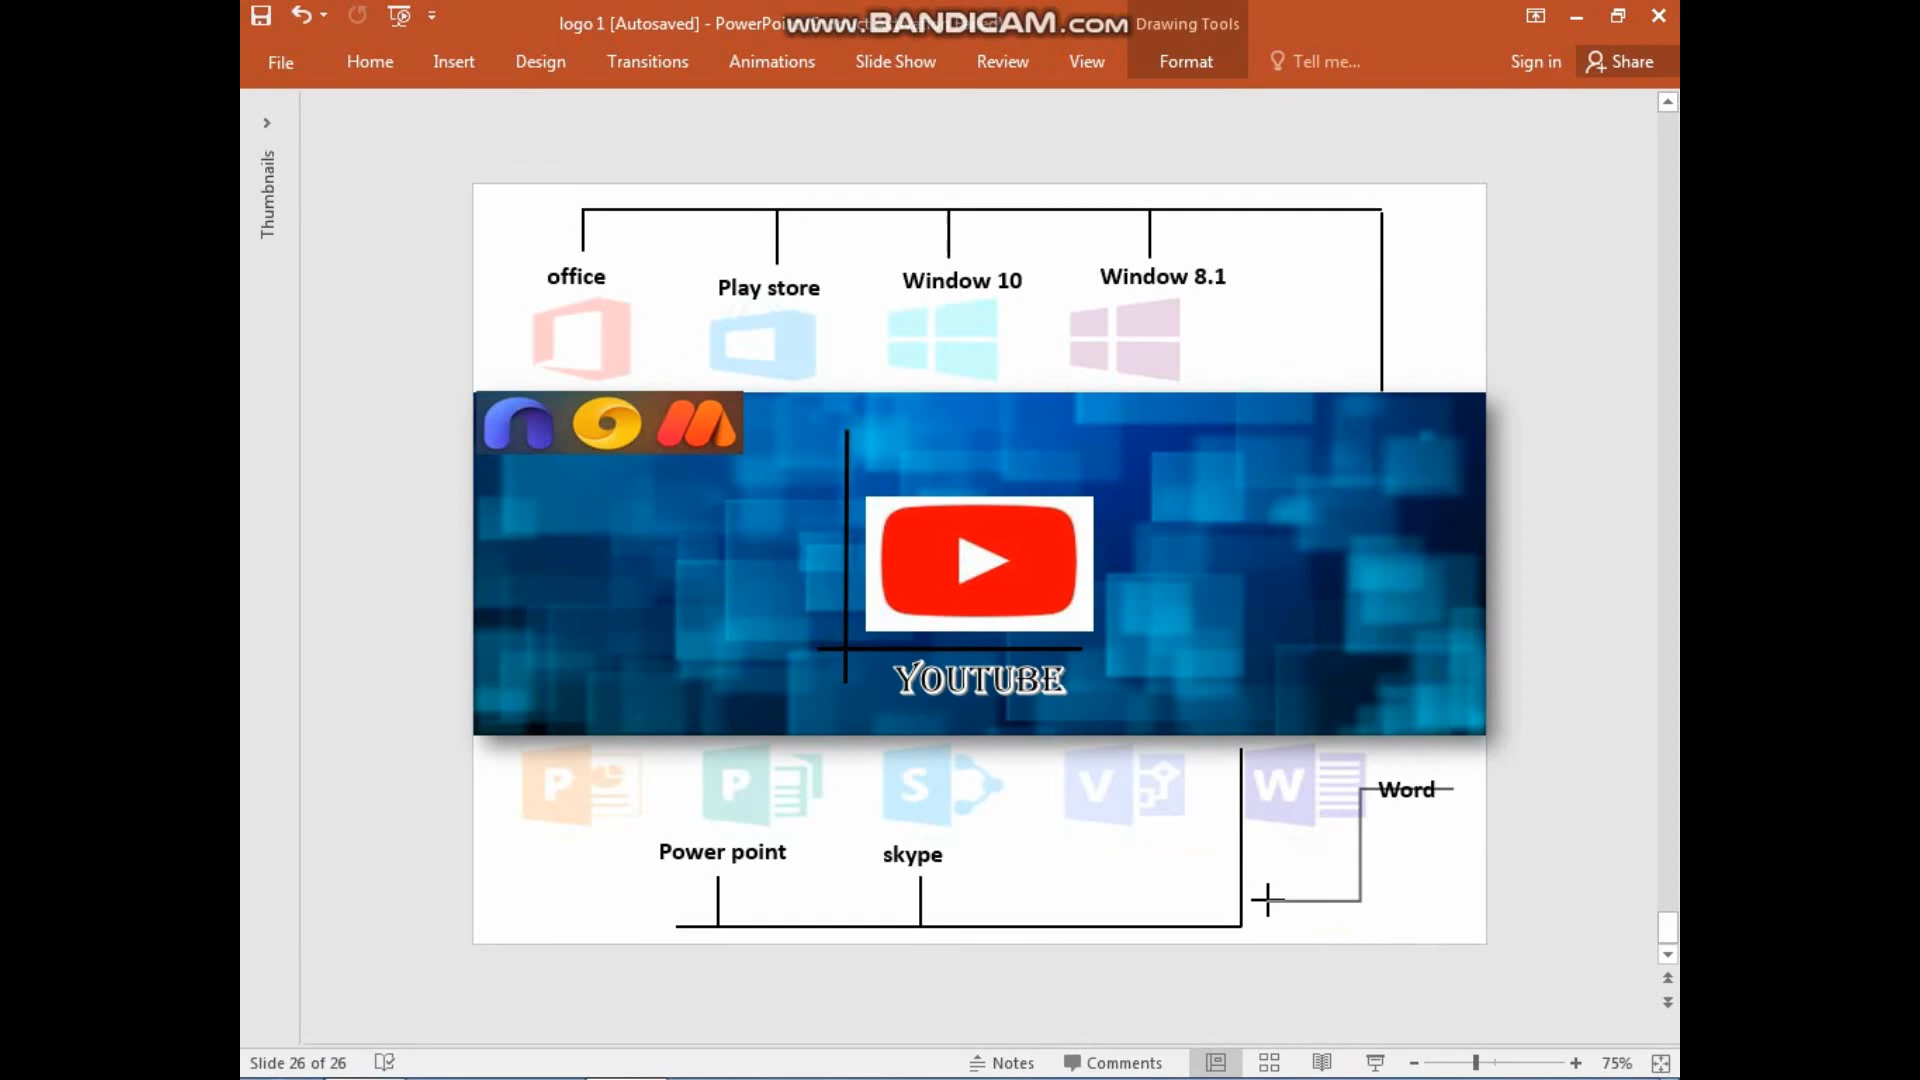 logo 1 [Autosaved] - PowerPoi
www.BANDICAM.com
Drawing Tools
File
Home
Insert
Design
Transitions
Animations
Slide Show
Review
View
Format
Tell me...
Sign in
Share
Thumbnails
office
Play store
Window 10
Window 8.1
YOUTUBE
P
P
S
V
W
Word
Power point
skype
Slide 26 of 26
Notes
Comments
75%